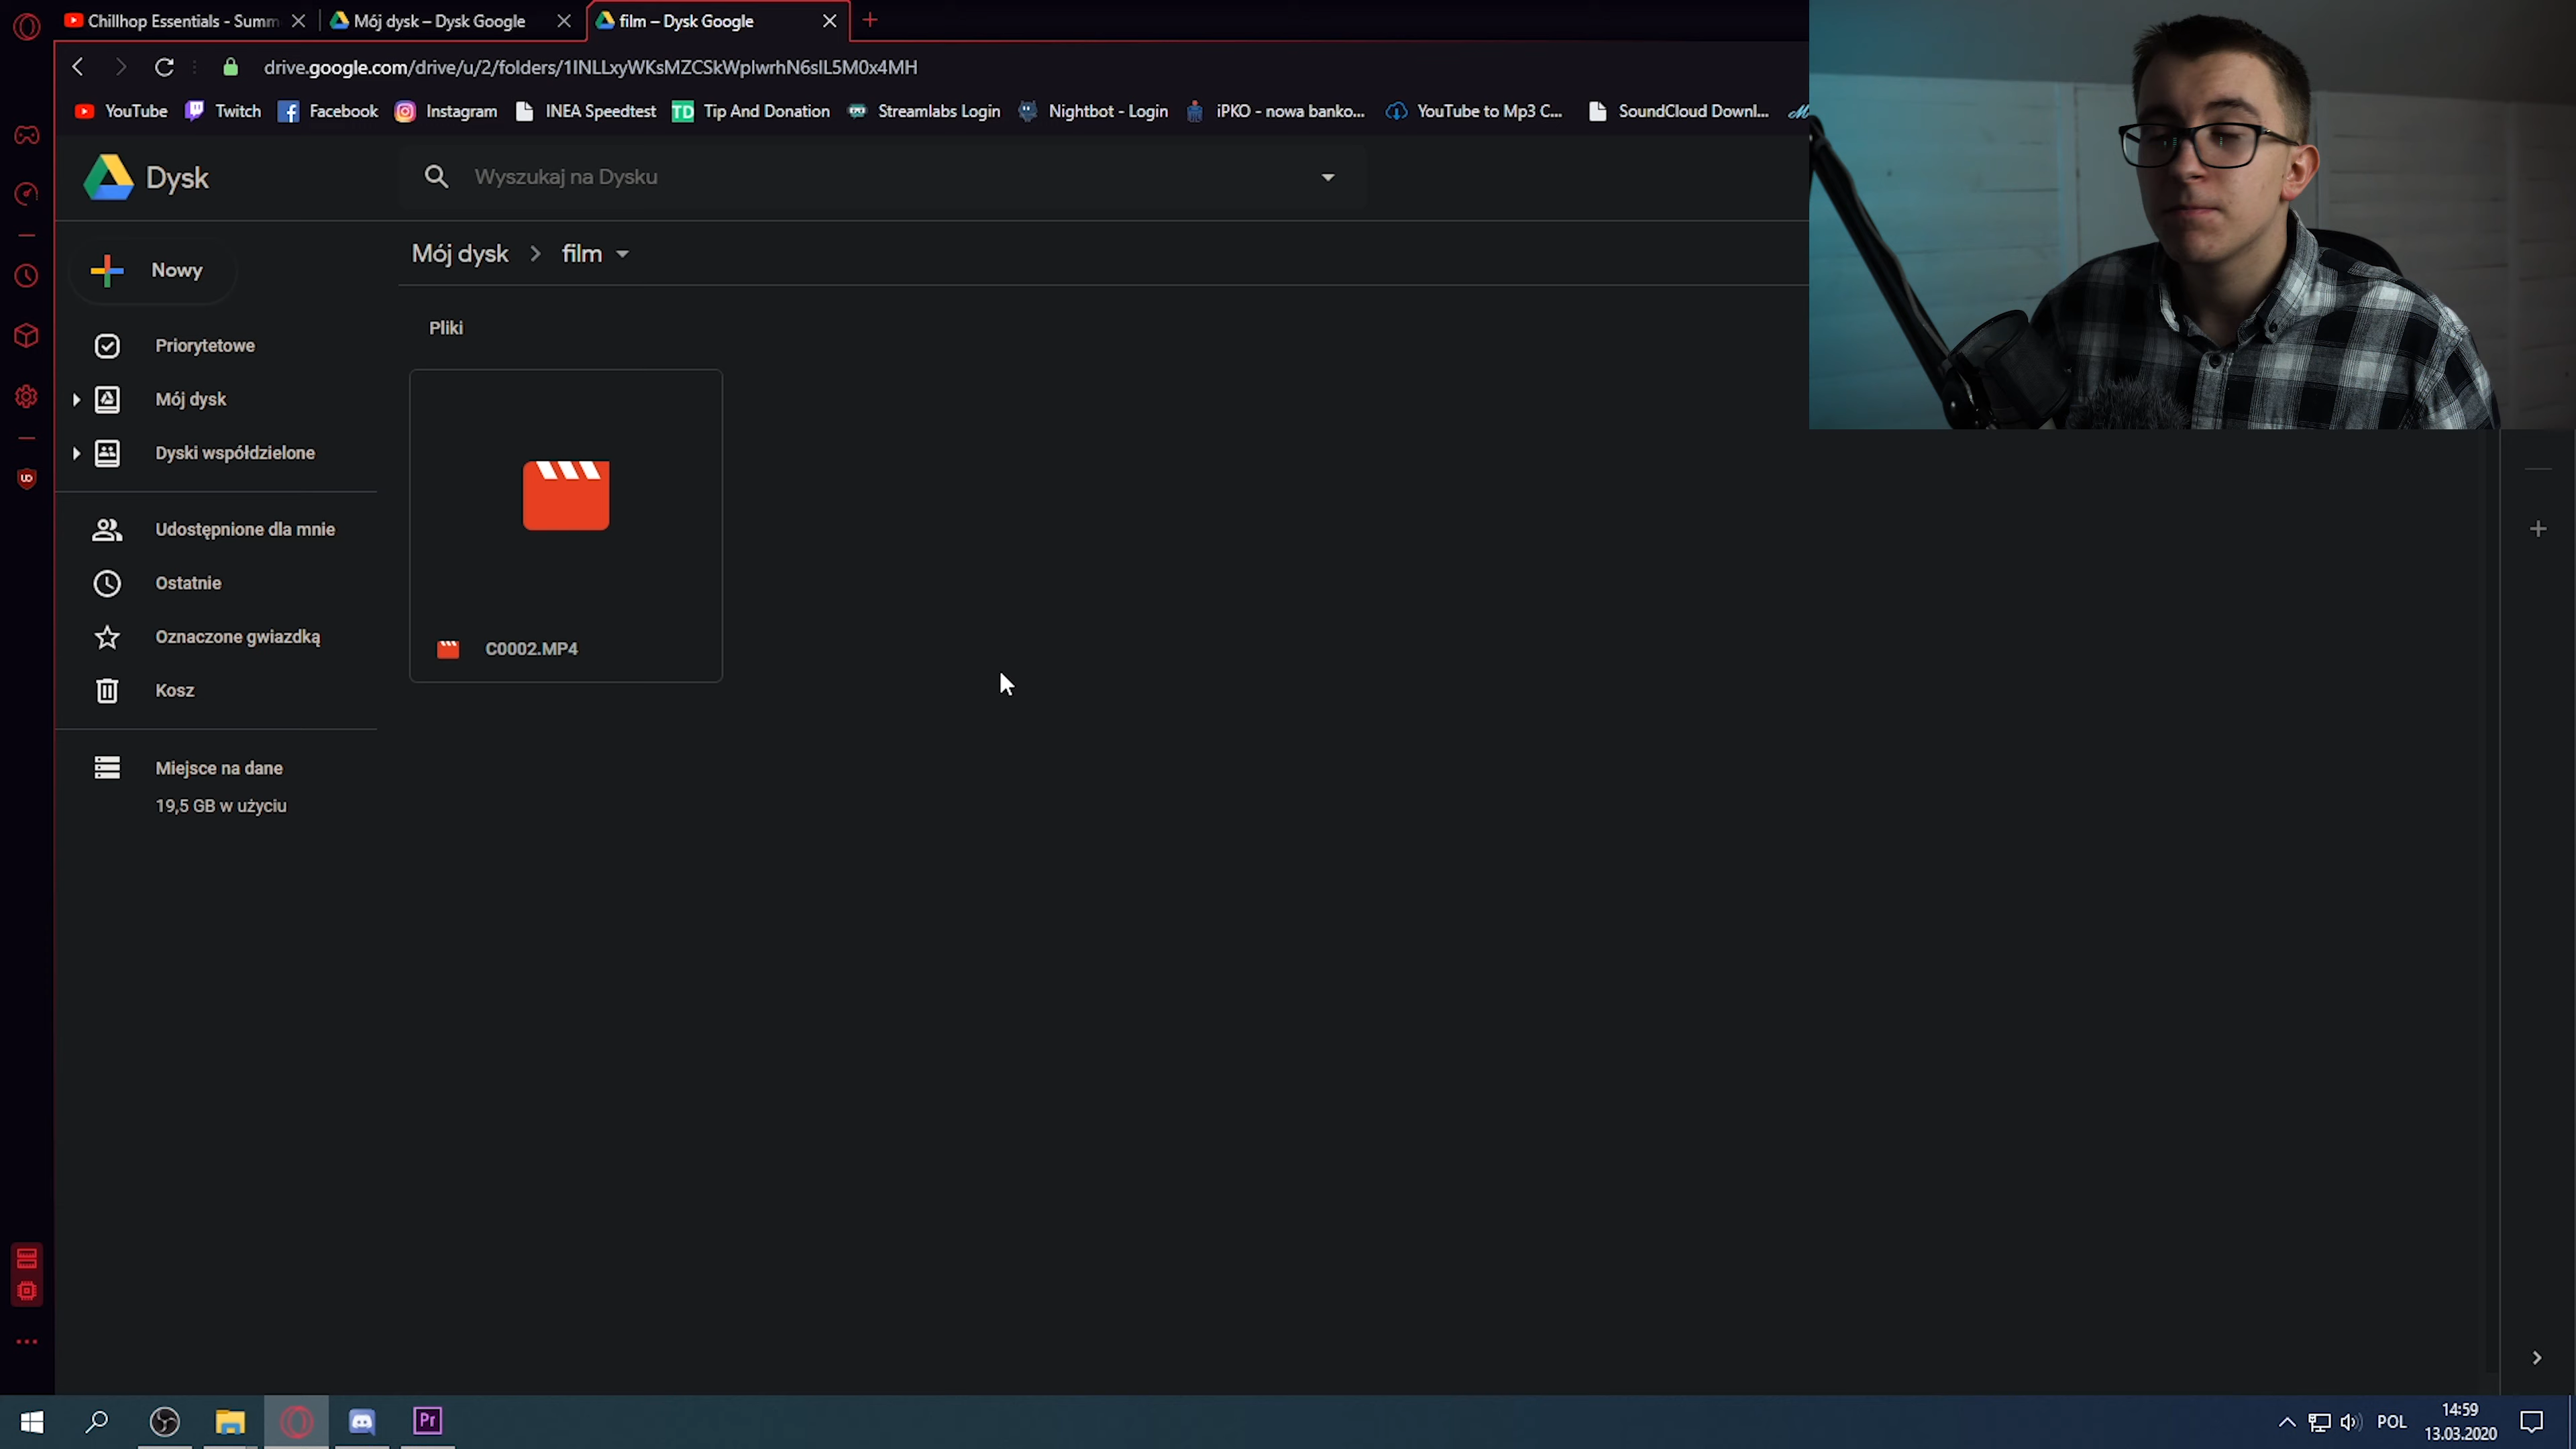 Chillhop Essentials - Summ
Mój dysk – Dysk Google
film – Dysk Google
drive.google.com/drive/u/2/folders/1INLLxyWKsMZCSkWpIwrhN6sIL5M0x4MH
YouTube
Twitch
Facebook
Instagram
INEA Speedtest
TD
Tip And Donation
Streamlabs Login
Nightbot - Login
iPKO - nowa banko...
YouTube to Mp3 C...
SoundCloud Downl...
Dysk
Wyszukaj na Dysku
Nowy
Mój dysk
film
Pliki
Priorytetowe
Mój dysk
Dyski współdzielone
Udostępnione dla mnie
Ostatnie
Oznaczone gwiazdką
C0002.MP4
Kosz
Miejsce na dane
19,5 GB w użyciu
Pr
POL
14:59
13.03.2020